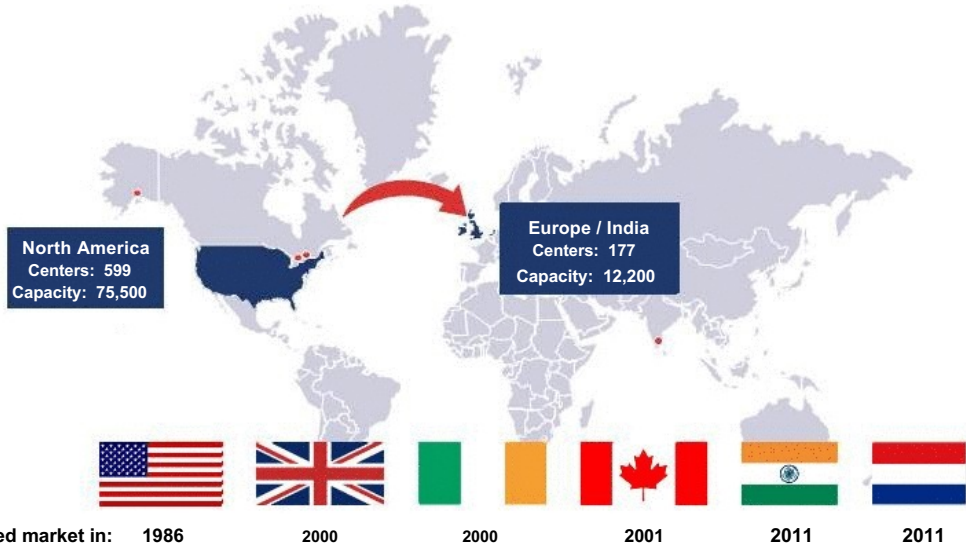 North America
Centers: 599
Capacity: 75,500
Europe / India
Centers: 177
Capacity: 12,200
market in: 1986 2000 2000 2001 2011 2011